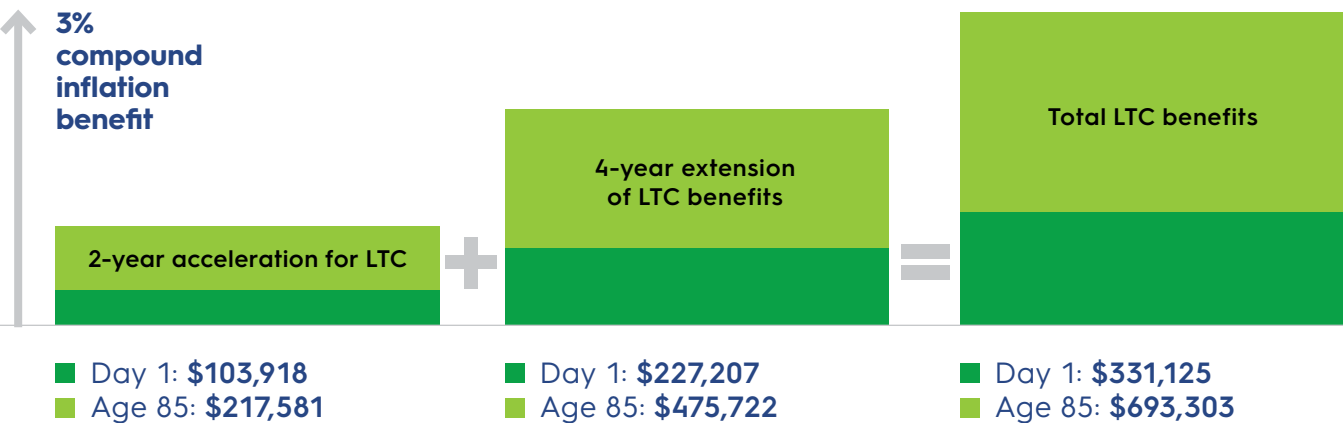 3%
compound
inflation
benefit
2-year acceleration for LTC
4-year extension
of LTC benefits
Total LTC benefits
Day 1: $103,918
Age 85: $217,581
Day 1: $227,207
Age 85: $475,722
Day 1: $331,125
Age 85: $693,303